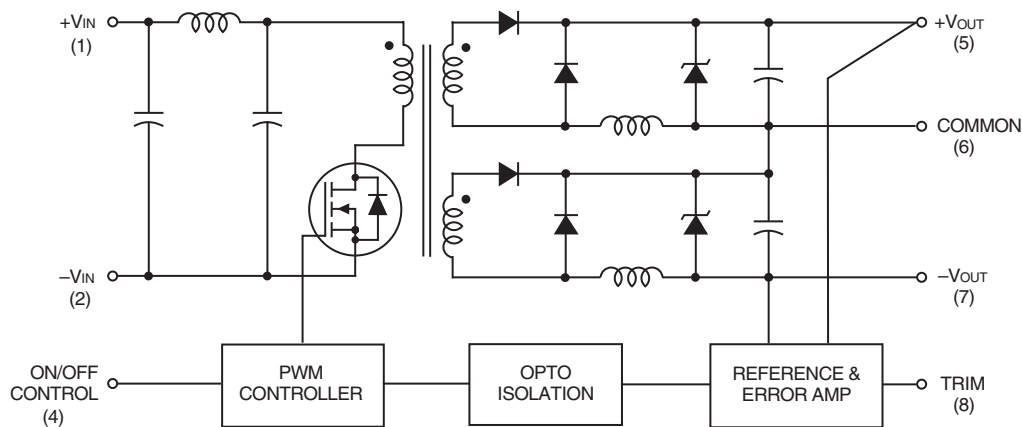 +VIN
(1)
+VOUT
(5)
COMMON
(6)
–VIN
(2)
–VOUT
(7)
ON/OFF
CONTROL
(4)
PWM
CONTROLLER
OPTO
ISOLATION
REFERENCE &
ERROR AMP
TRIM
(8)